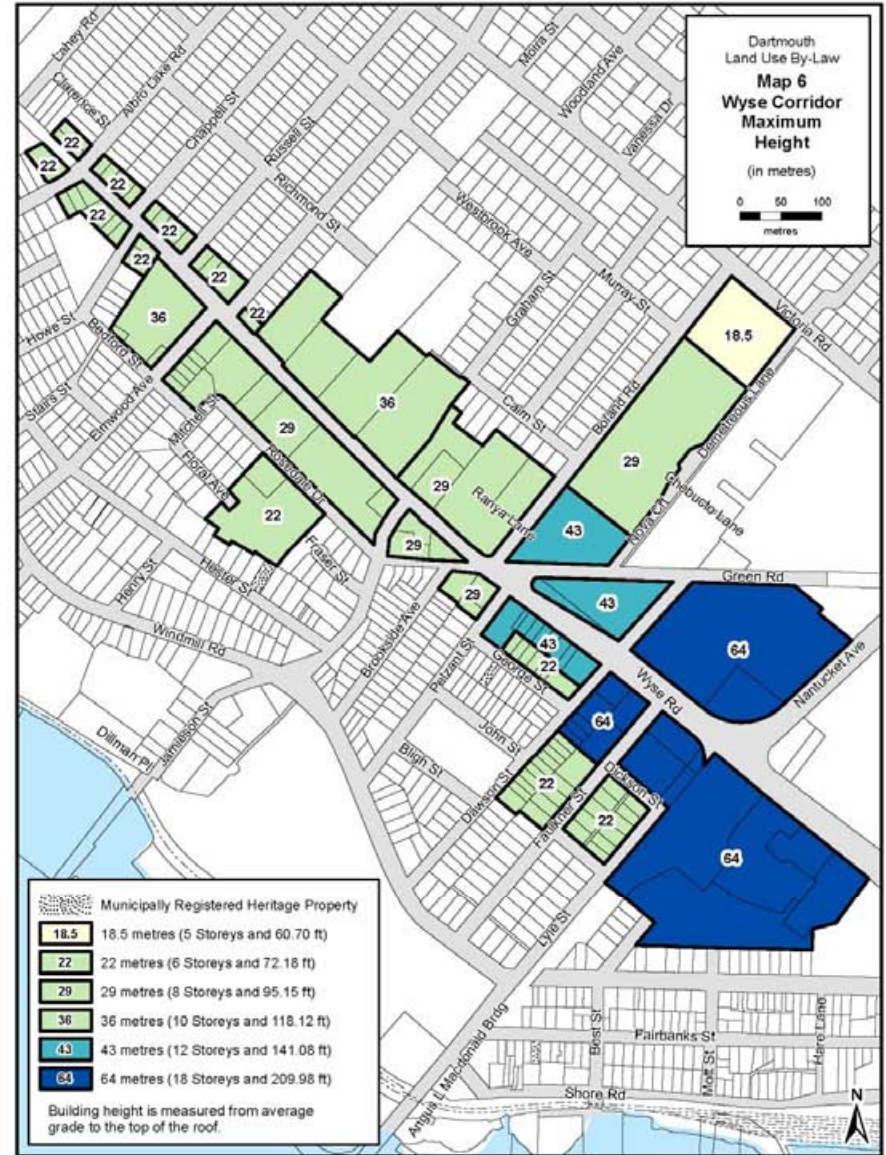 Dartmouth
Land Use By-Law
Map 6
Wyse Corridor
Maximum
Height
(in metres)
0 50 100
metres
Lahey Rd
Clarence St
Albro Lake Rd
Chappell St
Russell St
Richmond St
Moira St
Woodland Ave
Vanessa Dr
Westbrook Ave
Graham St
Murray St
Victoria Rd
Cairn St
Boland Rd
Demetreous Lane
Chebucto Lane
Nova Crt
Ranya Lane
Green Rd
Nantucket Ave
Wyse Rd
Howe St
Stairs St
Bedford St
Elmwood Ave
Mitchell St
Floral Ave
Rosedale Dr
Fraser St
Hester St
Henry St
Windmill Rd
Brookside Ave
Pelzant St
George St
John St
Bligh St
Dawson St
Faulkner St
Dickson St
Lyle St
Dillman Pl
Jamieson St
Angus L Macdonald Brdg
Best St
Fairbanks St
Mott St
Hare Lane
Shore Rd
22
22
22
22
22
22
22
22
36
36
18.5
29
29
29
29
29
22
43
43
43
22
64
64
64
22
22
N
Municipally Registered Heritage Property
18.5 18.5 metres (5 Storeys and 60.70 ft)
22 22 metres (6 Storeys and 72.18 ft)
29 29 metres (8 Storeys and 95.15 ft)
36 36 metres (10 Storeys and 118.12 ft)
43 43 metres (12 Storeys and 141.08 ft)
64 64 metres (18 Storeys and 209.98 ft)
Building height is measured from average
grade to the top of the roof.